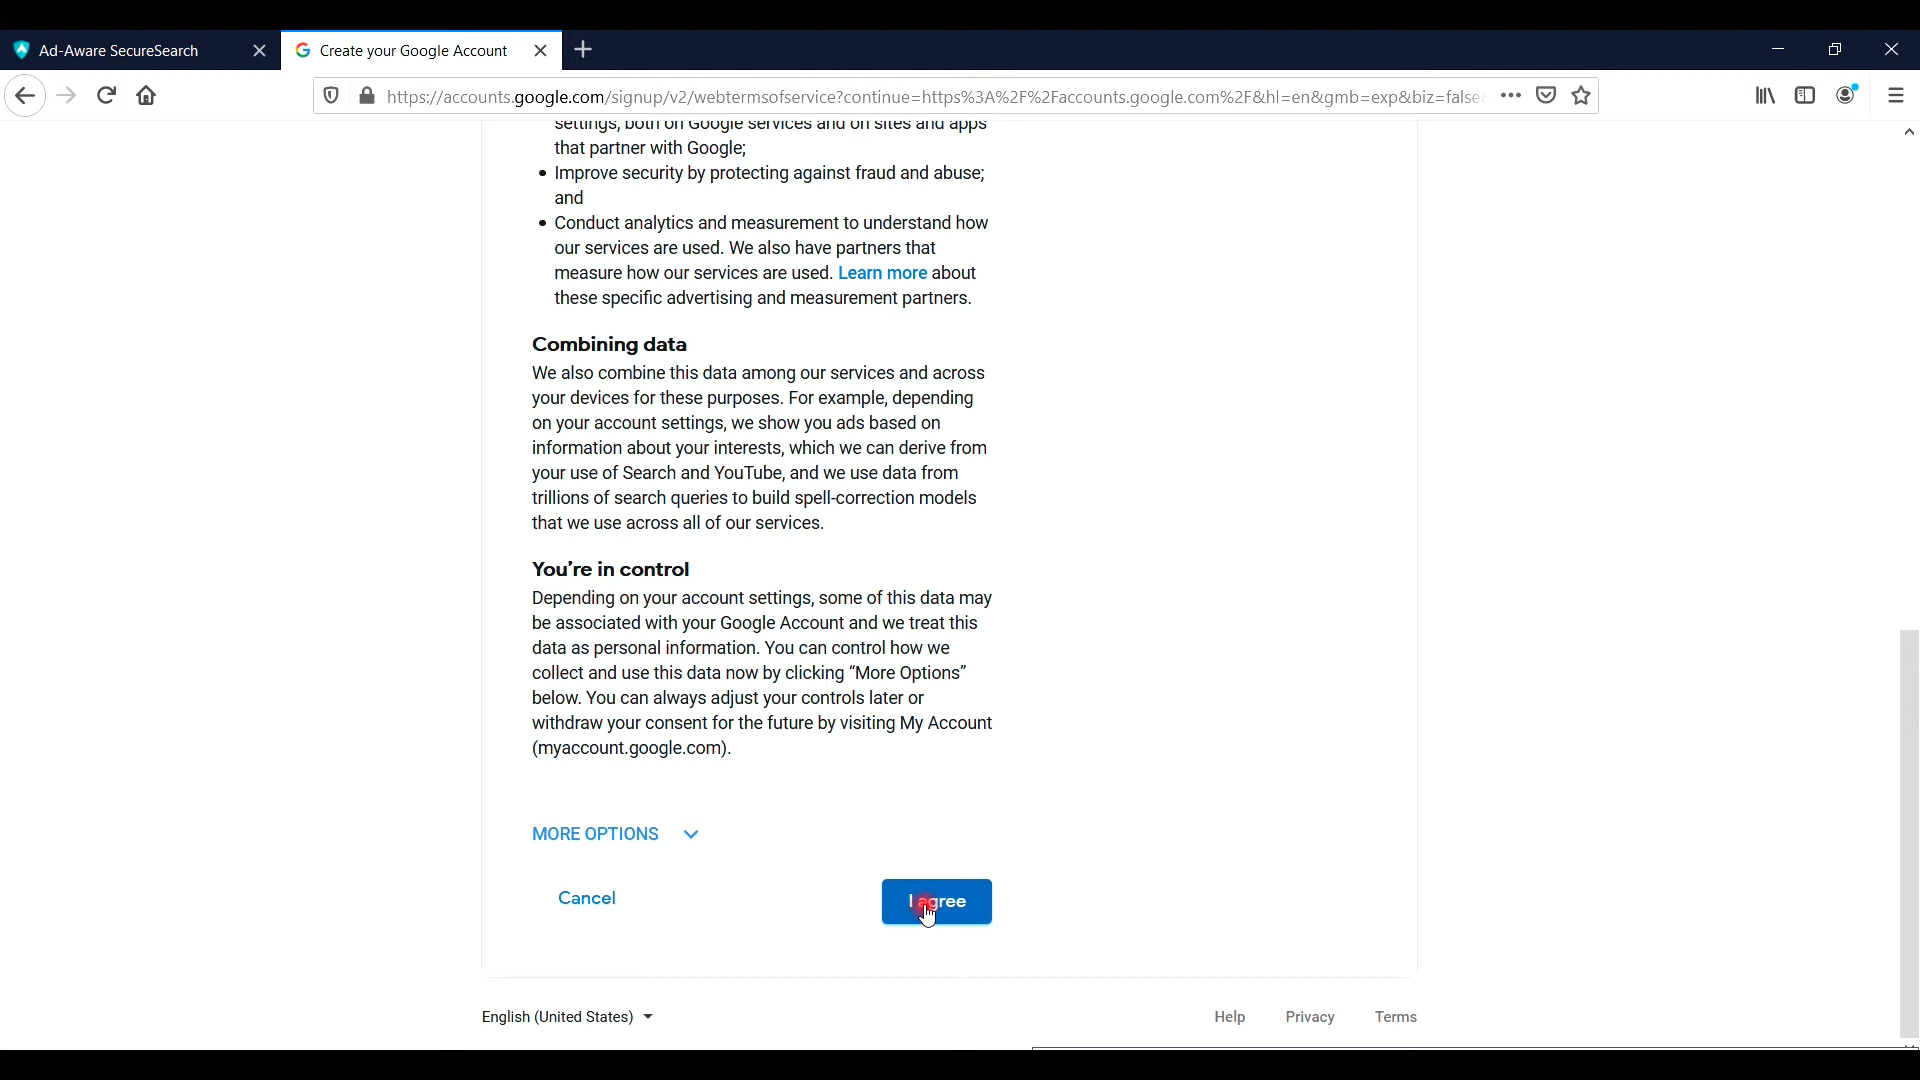 Ad-Aware SecureSearch
Create your Google Account
https://accounts.google.com/signup/v2/webtermsofservice?continue=https%3A%2F%2Faccounts.google.com%2F&hl=en&gmb=exp&biz=false
settings, both on Google services and on sites and apps
that partner with Google;
• Improve security by protecting against fraud and abuse;
and
• Conduct analytics and measurement to understand how
our services are used. We also have partners that
measure how our services are used. Learn more about
these specific advertising and measurement partners.
Combining data
We also combine this data among our services and across
your devices for these purposes. For example, depending
on your account settings, we show you ads based on
information about your interests, which we can derive from
your use of Search and YouTube, and we use data from
trillions of search queries to build spell-correction models
that we use across all of our services.
You’re in control
Depending on your account settings, some of this data may
be associated with your Google Account and we treat this
data as personal information. You can control how we
collect and use this data now by clicking “More Options”
below. You can always adjust your controls later or
withdraw your consent for the future by visiting My Account
(myaccount.google.com).
MORE OPTIONS
Cancel
I agree
English (United States)
Help
Privacy
Terms